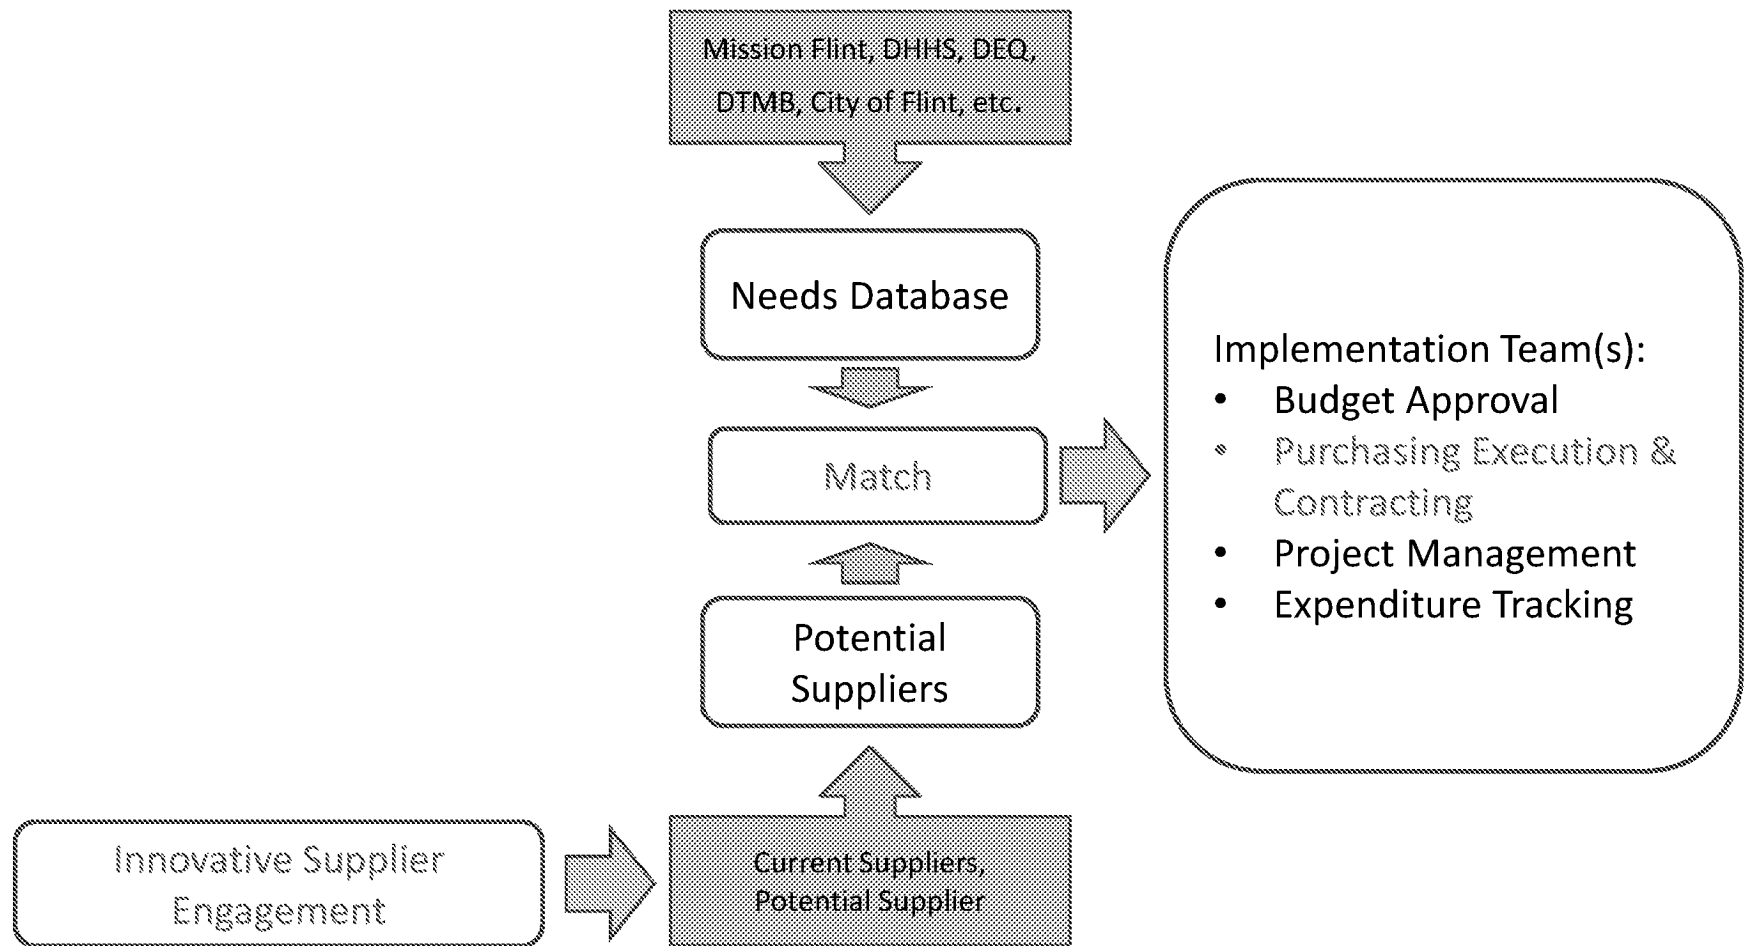 Mission Flint, DHHS, DEQ,
DTMB, City of Flint, etc.
Needs Database
Match
Potential
Suppliers
Innovative Supplier
Engagement
Current Suppliers,
Potential Supplier
Implementation Team(s):
• Budget Approval
• Purchasing Execution &
Contracting
• Project Management
• Expenditure Tracking